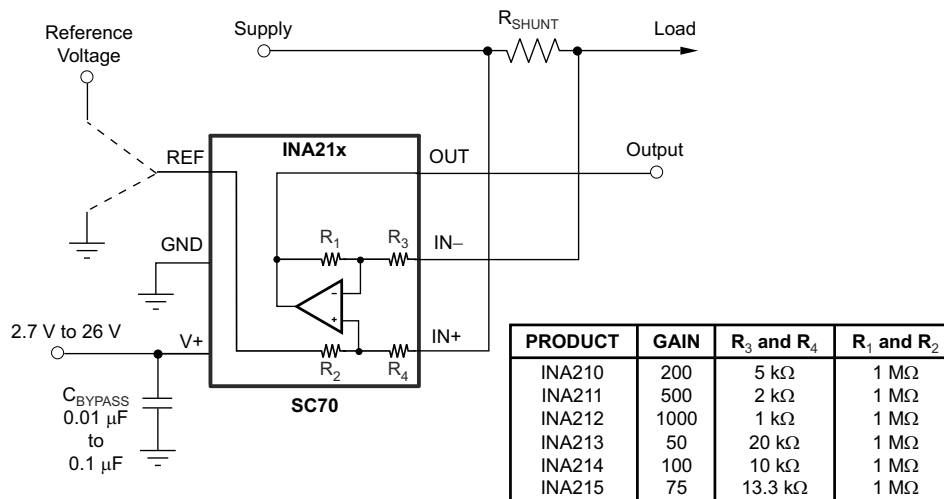 R_SHUNT
Supply
Load
Reference
Voltage
INA21x
REF
OUT
Output
GND
R1
R3
IN–
−
+
2.7 V to 26 V
V+
IN+
R2
R4
C_BYPASS
0.01 µF
to
0.1 µF
SC70
PRODUCT GAIN R3 and R4 R1 and R2
INA210 200 5 kΩ 1 MΩ
INA211 500 2 kΩ 1 MΩ
INA212 1000 1 kΩ 1 MΩ
INA213 50 20 kΩ 1 MΩ
INA214 100 10 kΩ 1 MΩ
INA215 75 13.3 kΩ 1 MΩ